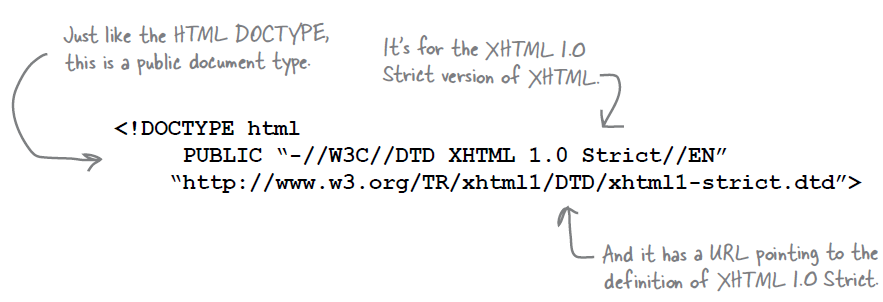 Just like the HTML DOCTYPE,
this is a public document type.
It's for the XHTML 1.0
Strict version of XHTML.
<!DOCTYPE html
PUBLIC “-//W3C//DTD XHTML 1.0 Strict//EN”
“http://www.w3.org/TR/xhtml1/DTD/xhtml1-strict.dtd”>
And it has a URL pointing to the
definition of XHTML 1.0 Strict.